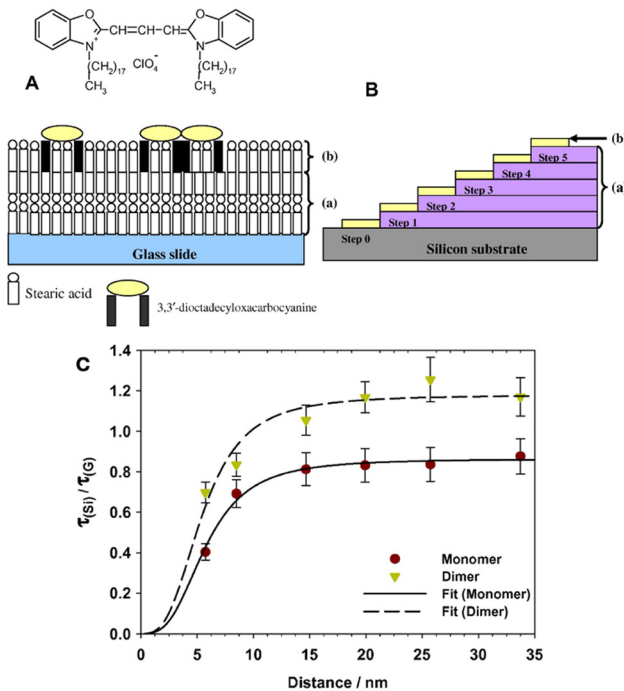 O
O
CH
CH
CH
N
+
N
(CH2)17
ClO4-
(CH2)17
CH3
CH3
A
B
(b)
(a)
Glass slide
(b
(a
Step 5
Step 4
Step 3
Step 2
Step 1
Step 0
Silicon substrate
Stearic acid
3,3′-dioctadecyloxacarbocyanine
C
1.4
1.2
1.0
0.8
0.6
0.4
0.2
0.0
τ(Si) / τ(G)
Monomer
Dimer
Fit (Monomer)
Fit (Dimer)
0 5 10 15 20 25 30 35
Distance / nm